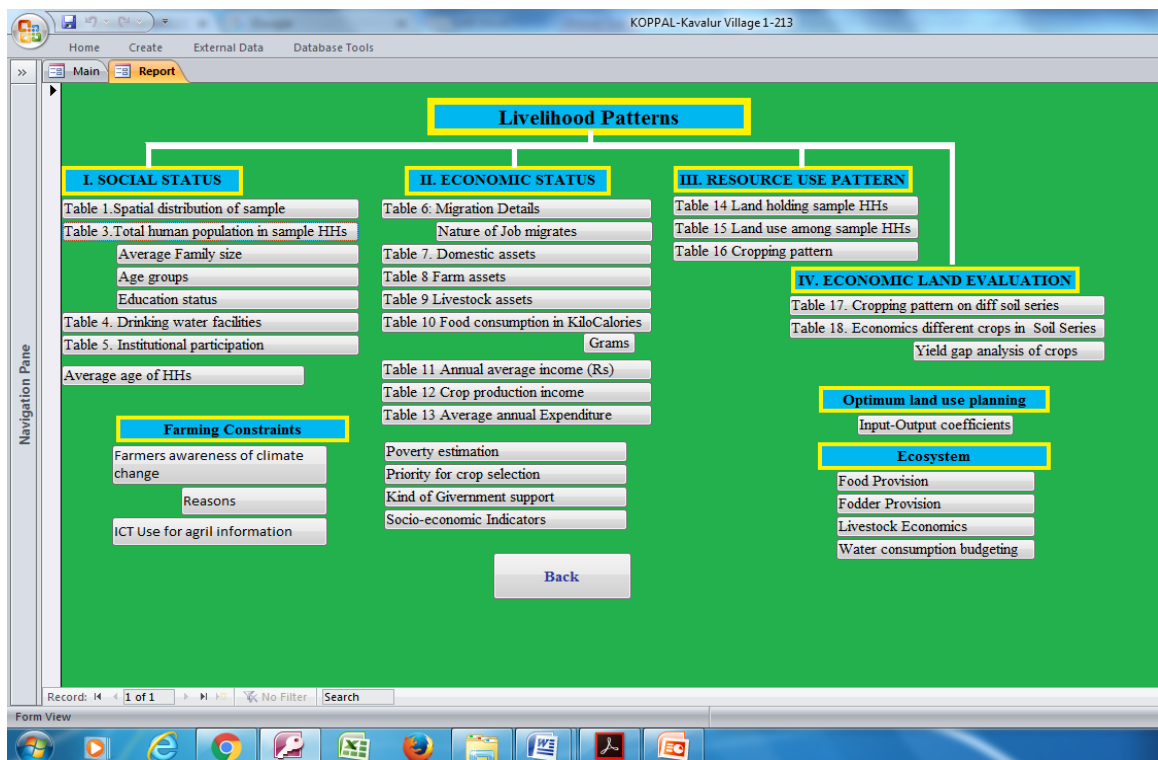 KOPPAL-Kavalur Village 1-213
Home Create External Data Database Tools
Main Report
Livelihood Patterns
I. SOCIAL STATUS
Table 1.Spatial distribution of sample
Table 3.Total human population in sample HHs
Average Family size
Age groups
Education status
Table 4. Drinking water facilities
Table 5. Institutional participation
Average age of HHs
Farming Constraints
Farmers awareness of climate
change
Reasons
ICT Use for agril information
II. ECONOMIC STATUS
Table 6: Migration Details
Nature of Job migrates
Table 7. Domestic assets
Table 8 Farm assets
Table 9 Livestock assets
Table 10 Food consumption in KiloCalories
Grams
Table 11 Annual average income (Rs)
Table 12 Crop production income
Table 13 Average annual Expenditure
Poverty estimation
Priority for crop selection
Kind of Givernment support
Socio-economic Indicators
Back
III. RESOURCE USE PATTERN
Table 14 Land holding sample HHs
Table 15 Land use among sample HHs
Table 16 Cropping pattern
IV. ECONOMIC LAND EVALUATION
Table 17. Cropping pattern on diff soil series
Table 18. Economics different crops in Soil Series
Yield gap analysis of crops
Optimum land use planning
Input-Output coefficients
Ecosystem
Food Provision
Fodder Provision
Livestock Economics
Water consumption budgeting
Navigation Pane
Record: 1 of 1 No Filter Search
Form View